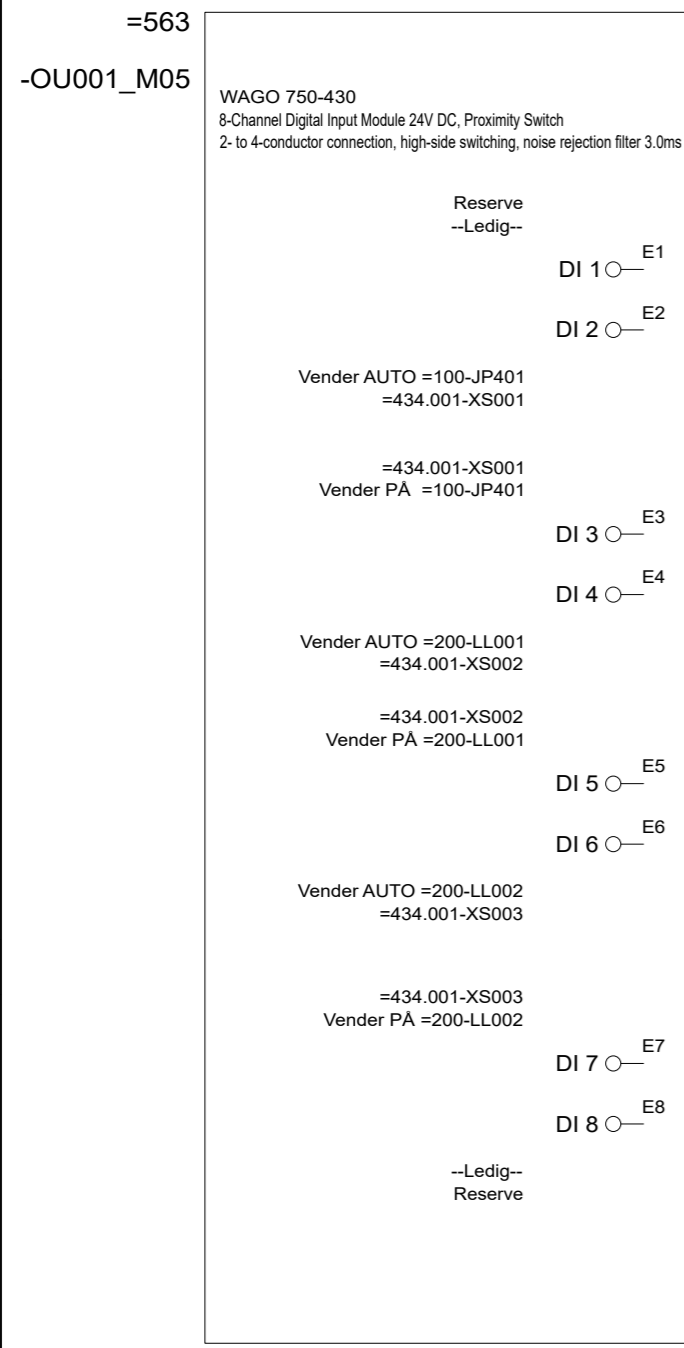 =563
-OU001_M05
WAGO 750-430
8-Channel Digital Input Module 24V DC, Proximity Switch
2- to 4-conductor connection, high-side switching, noise rejection filter 3.0ms
Reserve
--Ledig--
E1
DI 1
E2
DI 2
Vender AUTO =100-JP401
=434.001-XS001
=434.001-XS001
Vender PÅ =100-JP401
E3
DI 3
E4
DI 4
Vender AUTO =200-LL001
=434.001-XS002
=434.001-XS002
Vender PÅ =200-LL001
E5
DI 5
E6
DI 6
Vender AUTO =200-LL002
=434.001-XS003
=434.001-XS003
Vender PÅ =200-LL002
E7
DI 7
E8
DI 8
--Ledig--
Reserve